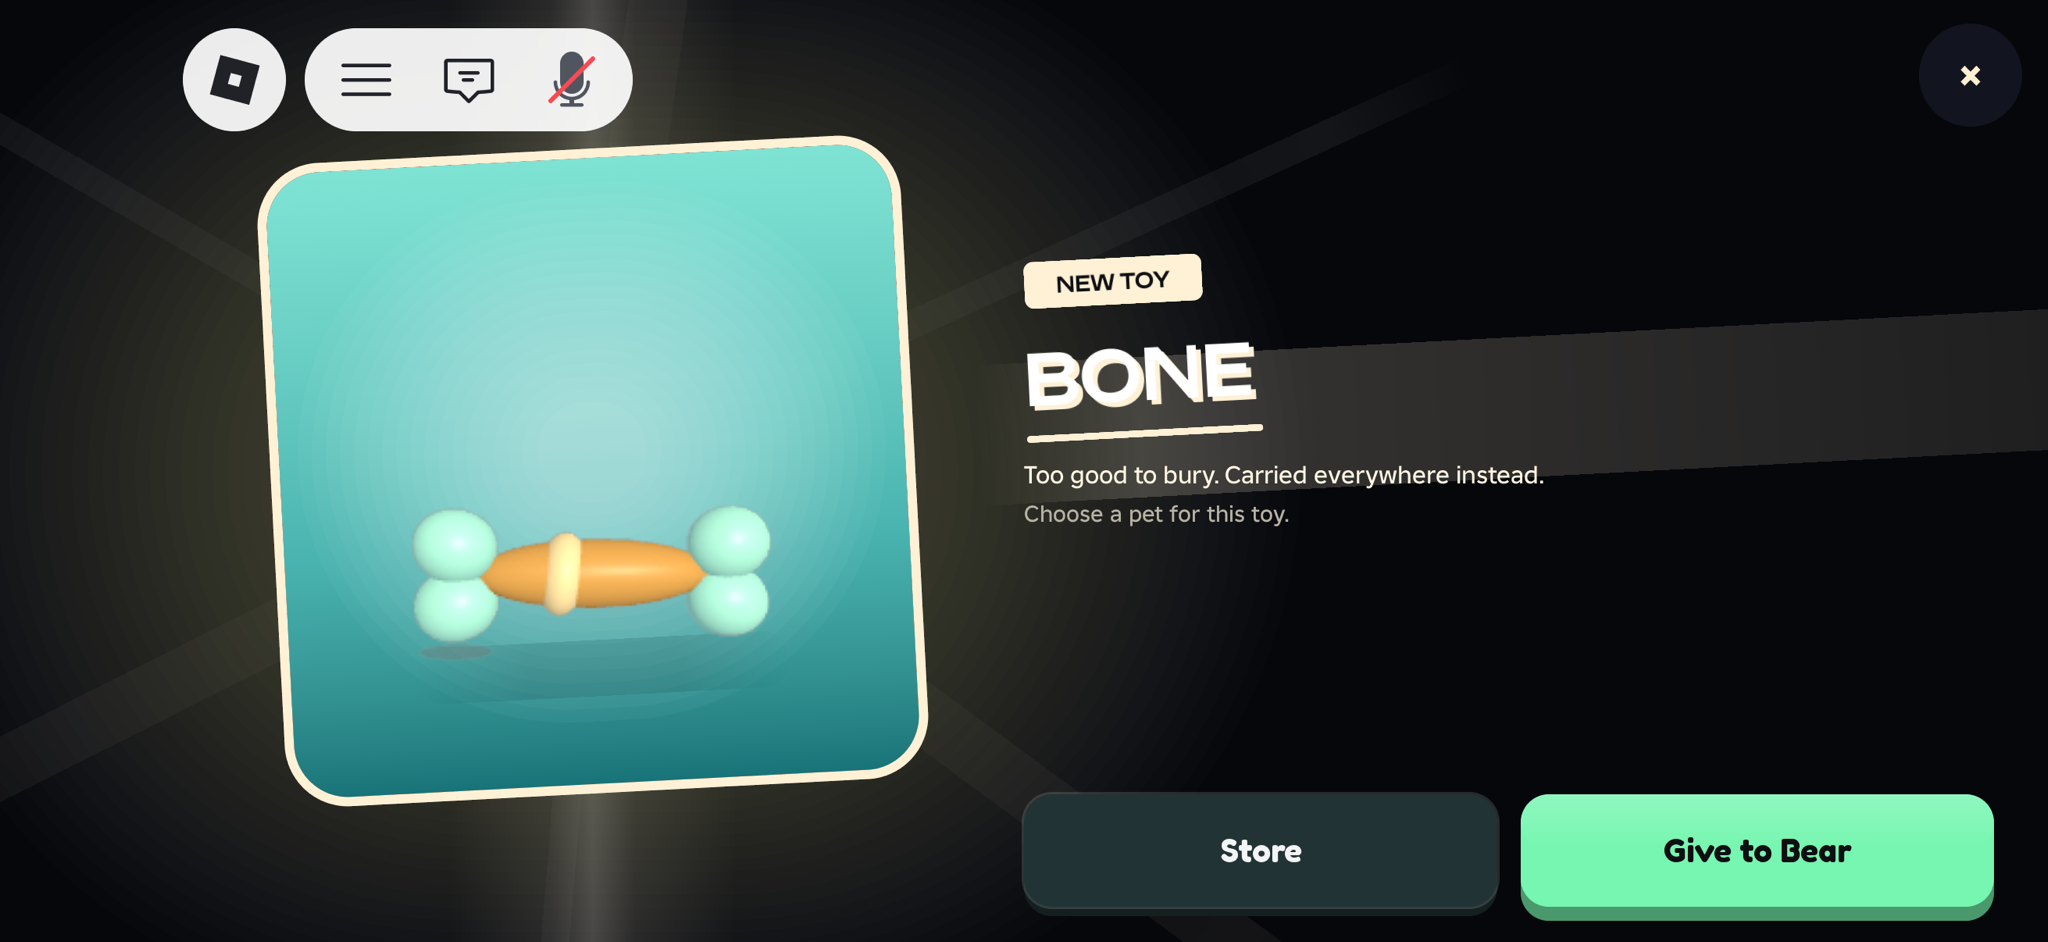 NEW TOY
BONE
Too good to bury. Carried everywhere instead.
Choose a pet for this toy.
Store
Give to Bear